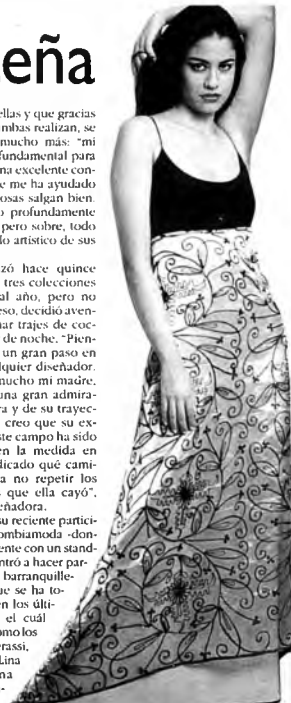 eña
ellas y que gracias
mbas realizan, se
mucho más: "mi
fundamental para
na excelente con-
e me ha ayudado
osas salgan bien.
o profundamente
pero sobre, todo
lo artístico de sus
zó hace quince
tres colecciones
al año, pero no
eso, decidió aven-
ar trajes de coc-
de noche. "Pien-
un gran paso en
lquier diseñador.
mucho mi madre,
una gran admira-
ra y de su trayec-
creo que su ex-
ste campo ha sido
en la medida en
dicado qué cami-
a no repetir los
s que ella cayó",
eñadora.
su reciente partici-
ombiamoda -don-
ente con un stand-
ntró a hacer par-
barranquille-
ue se ha to-
en los últi-
el cuál
omo los
erassi,
Lina
na